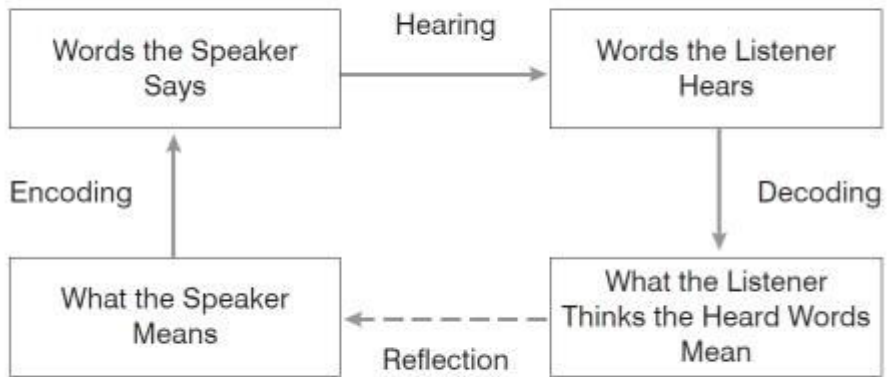 Words the Speaker
Says
Hearing
Words the Listener
Hears
Encoding
Decoding
What the Speaker
Means
Reflection
What the Listener
Thinks the Heard Words
Mean